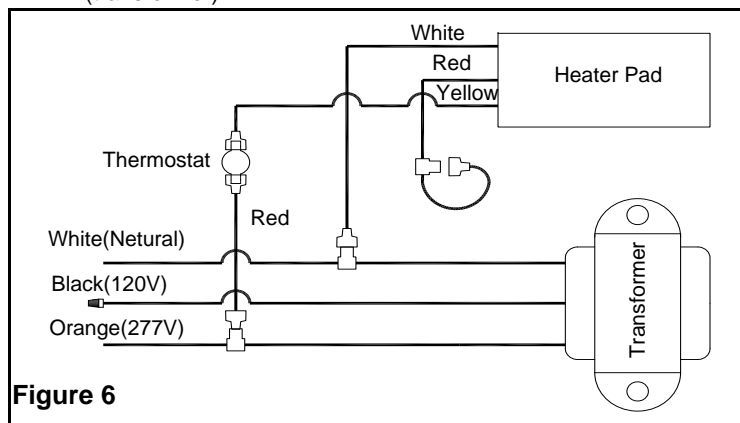 White
Red
Heater Pad
Yellow
Thermostat
Red
White(Netural)
Black(120V)
Orange(277V)
Transformer
Figure 6